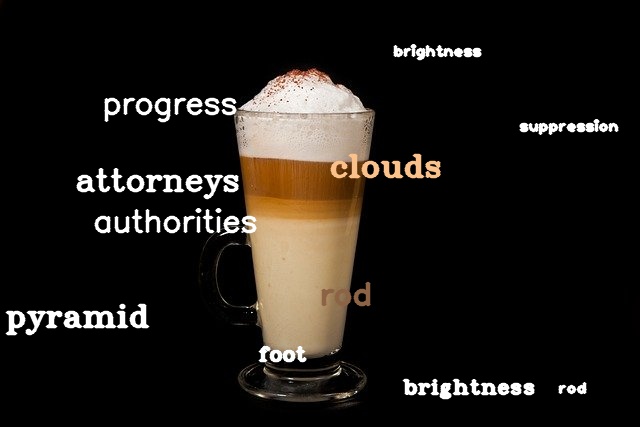 brightness
progress
suppression
clouds
attorneys
authorities
rod
pyramid
foot
brightness
rod